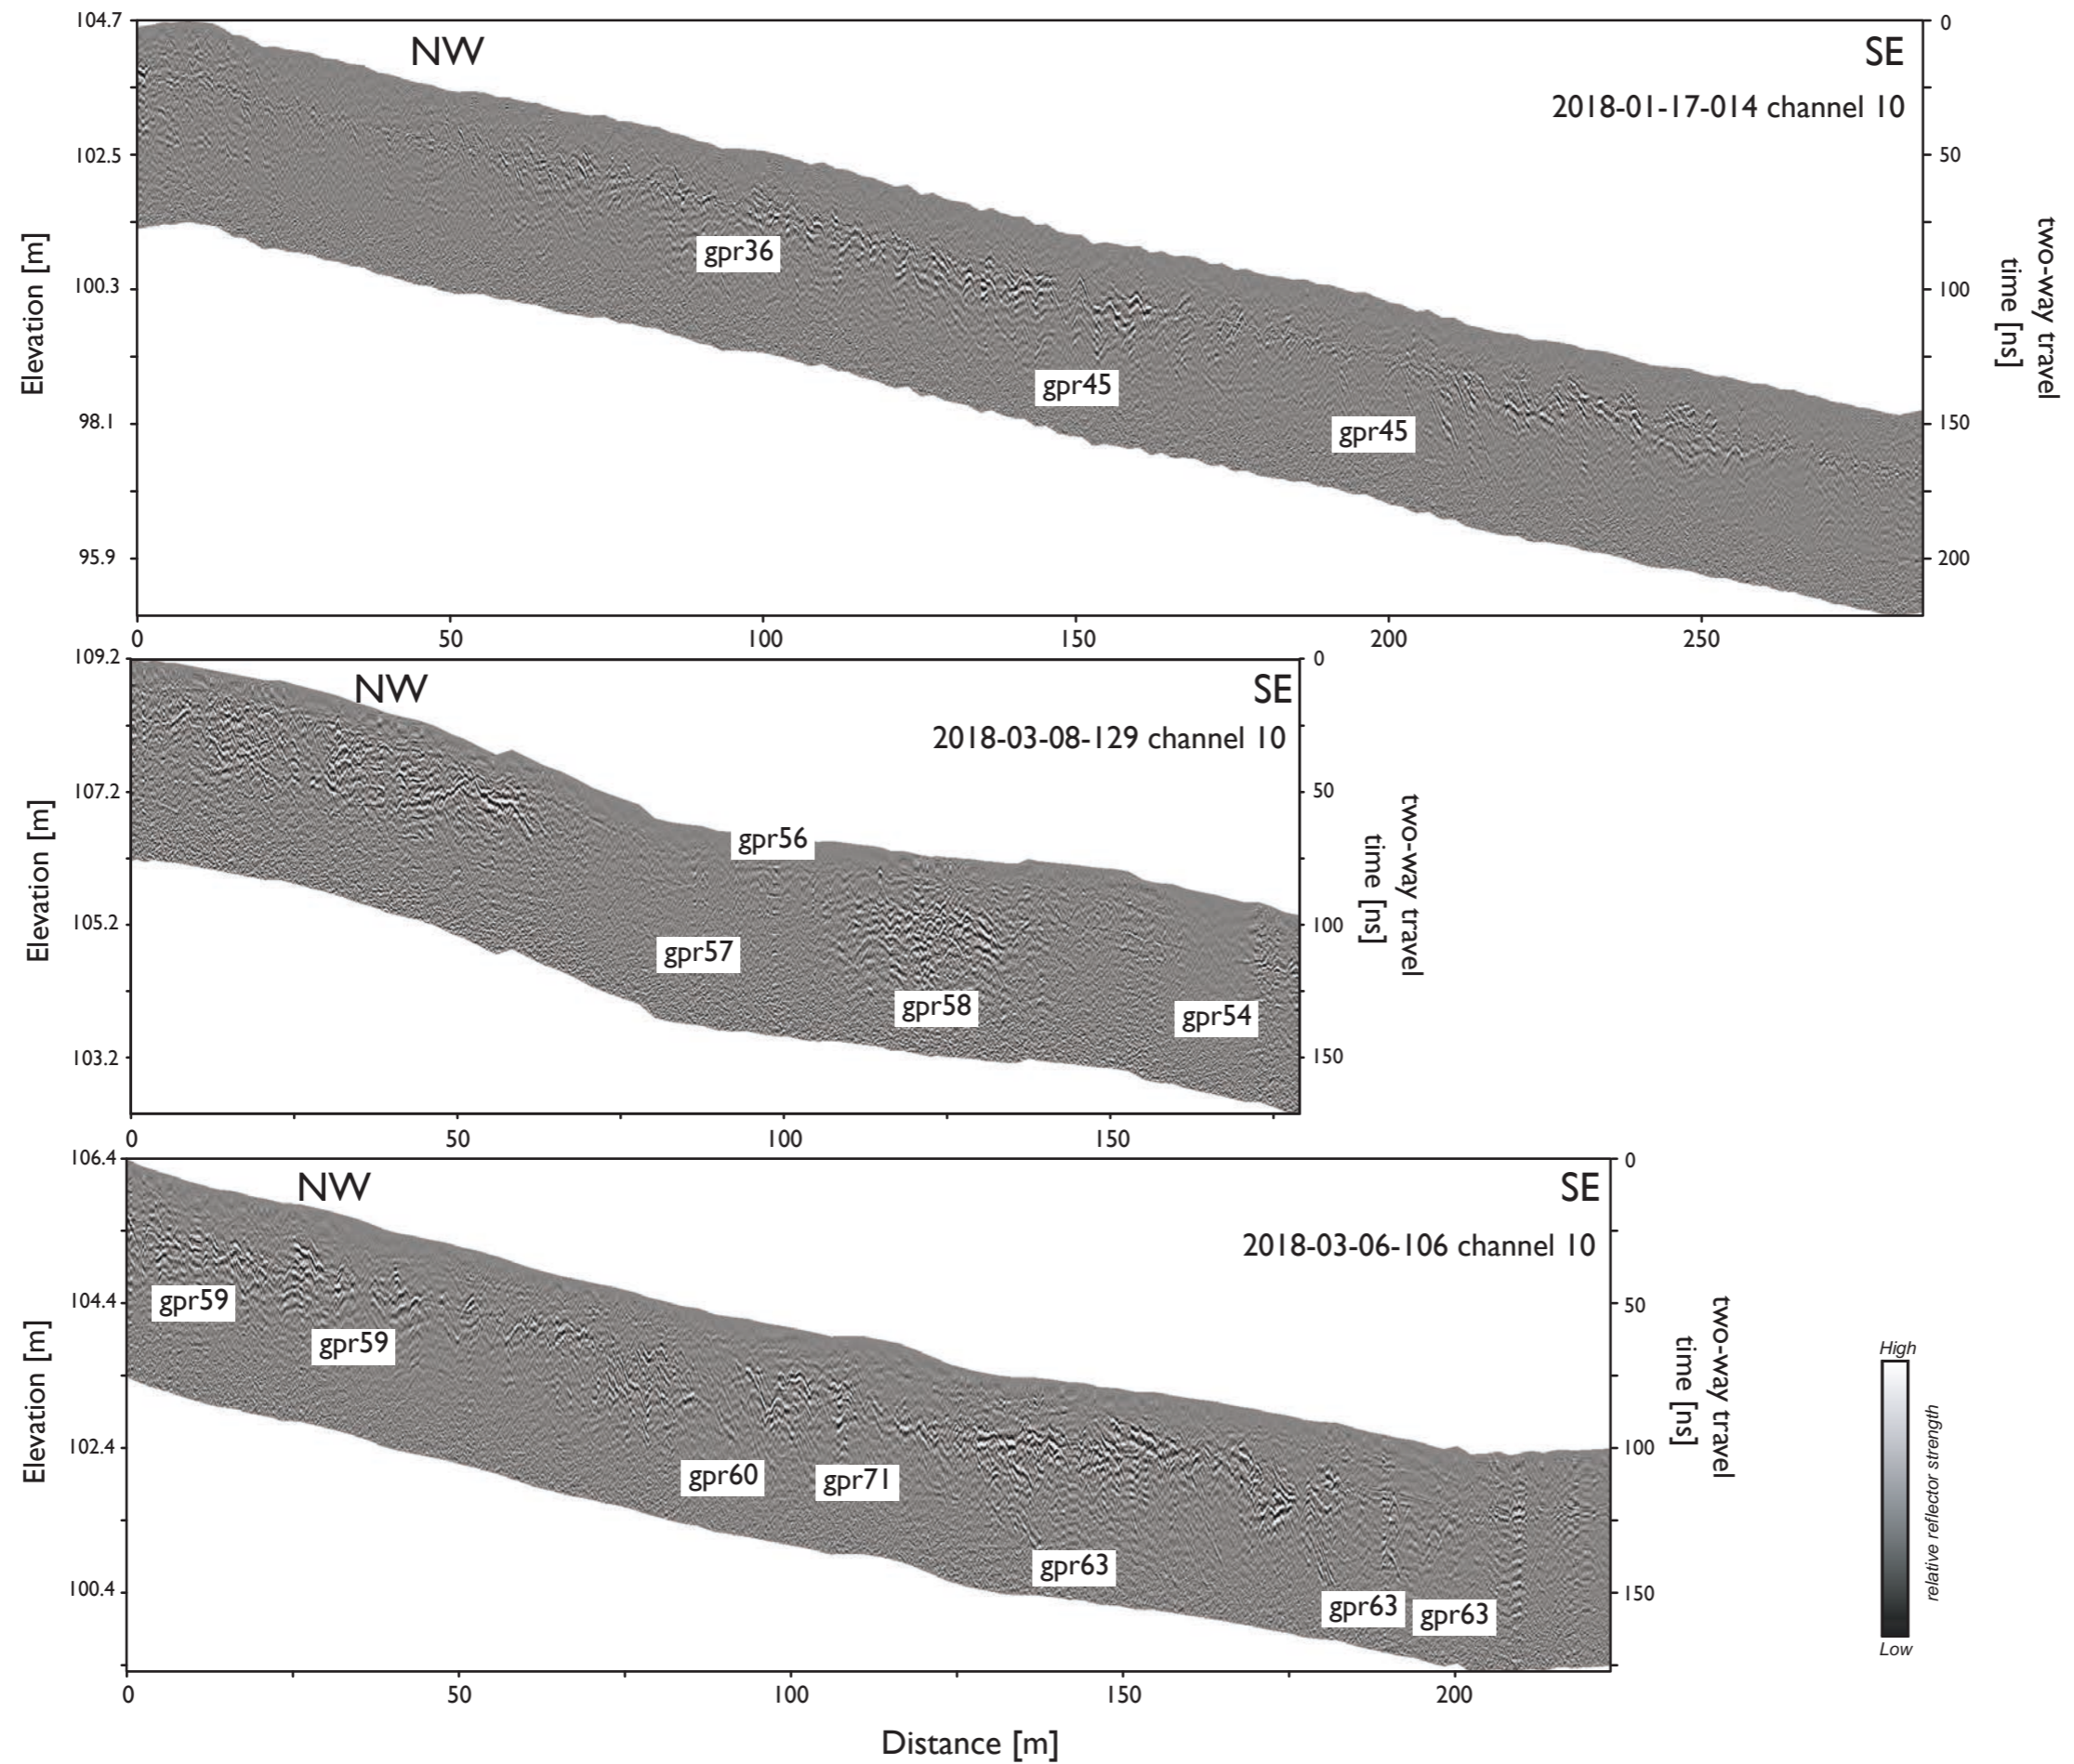 104.7
102.5
100.3
98.1
95.9
Elevation [m]
NW
SE
2018-01-17-014 channel 10
gpr36
gpr45
gpr45
0
50
100
150
200
two-way travel
time [ns]
0
50
100
150
200
250
109.2
107.2
105.2
103.2
Elevation [m]
NW
SE
2018-03-08-129 channel 10
gpr56
gpr57
gpr58
gpr54
0
50
100
150
two-way travel
time [ns]
0
50
100
150
106.4
104.4
102.4
100.4
Elevation [m]
NW
SE
2018-03-06-106 channel 10
gpr59
gpr59
gpr60
gpr71
gpr63
gpr63
gpr63
0
50
100
150
two-way travel
time [ns]
0
50
100
150
200
Distance [m]
High
relative reflector strength
Low